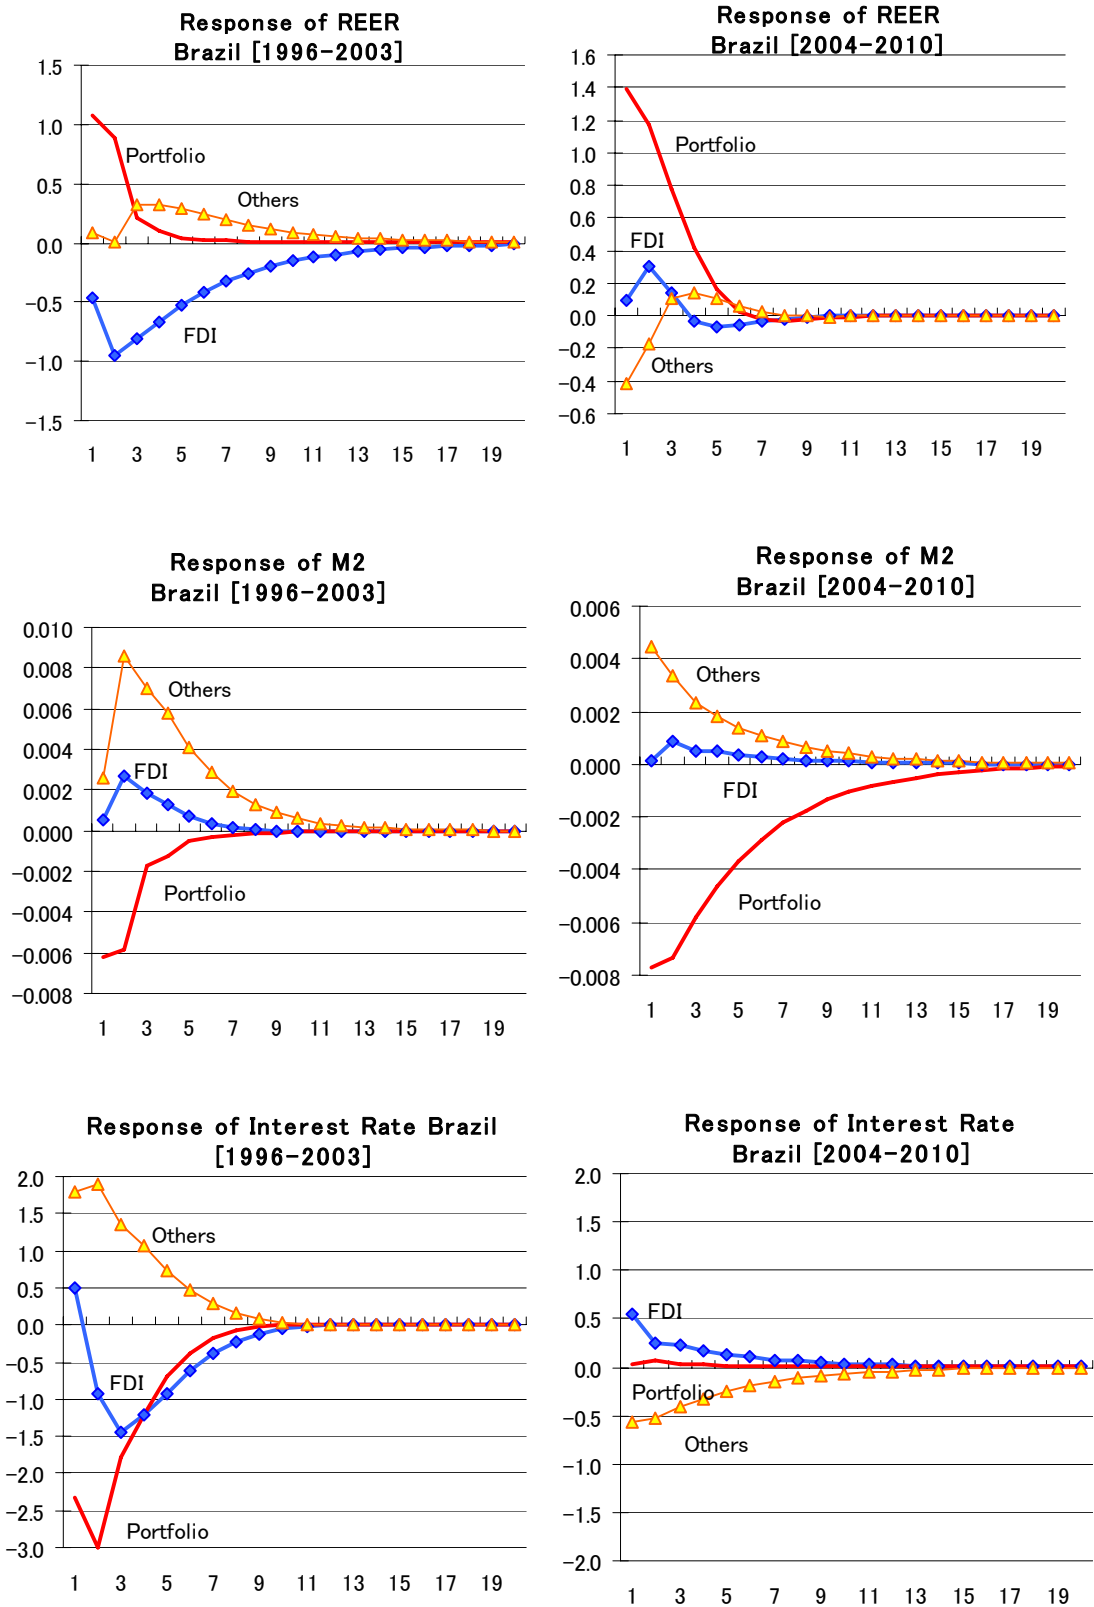 Response of REER
Brazil [1996-2003]
1.5
1.0
0.5
0.0
-0.5
-1.0
-1.5
Portfolio
Others
FDI
1 3 5 7 9 11 13 15 17 19
Response of REER
Brazil [2004-2010]
1.6
1.4
1.2
1.0
0.8
0.6
0.4
0.2
0.0
-0.2
-0.4
-0.6
Portfolio
FDI
Others
1 3 5 7 9 11 13 15 17 19
Response of M2
Brazil [1996-2003]
0.010
0.008
0.006
0.004
0.002
0.000
-0.002
-0.004
-0.006
-0.008
Others
FDI
Portfolio
1 3 5 7 9 11 13 15 17 19
Response of M2
Brazil [2004-2010]
0.006
0.004
0.002
0.000
-0.002
-0.004
-0.006
-0.008
Others
FDI
Portfolio
1 3 5 7 9 11 13 15 17 19
Response of Interest Rate Brazil
[1996-2003]
2.0
1.5
1.0
0.5
0.0
-0.5
-1.0
-1.5
-2.0
-2.5
-3.0
Others
FDI
Portfolio
1 3 5 7 9 11 13 15 17 19
Response of Interest Rate
Brazil [2004-2010]
2.0
1.5
1.0
0.5
0.0
-0.5
-1.0
-1.5
-2.0
FDI
Portfolio
Others
1 3 5 7 9 11 13 15 17 19